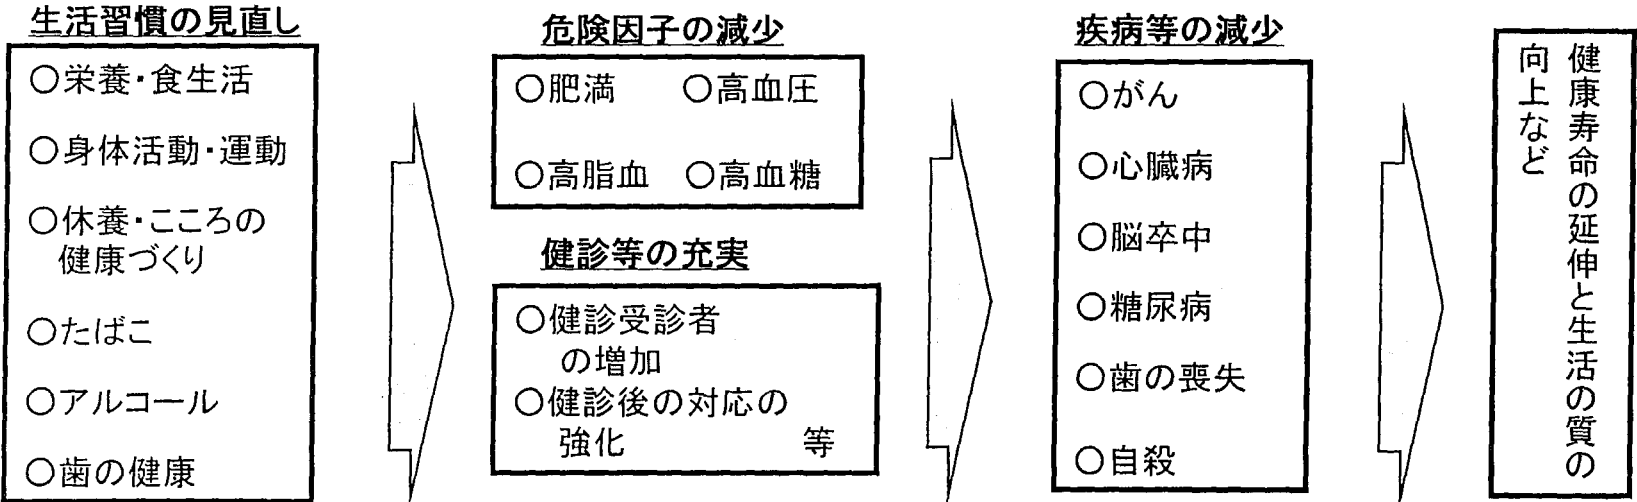 生活習慣の見直し
○栄養・食生活
○身体活動・運動
○休養・こころの
健康づくり
○たばこ
○アルコール
○歯の健康
危険因子の減少
○肥満 ○高血圧
○高脂血 ○高血糖
健診等の充実
○健診受診者
の増加
○健診後の対応の
強化 等
疾病等の減少
○がん
○心臓病
○脳卒中
○糖尿病
○歯の喪失
○自殺
健康寿命の延伸と生活の質の
向上など